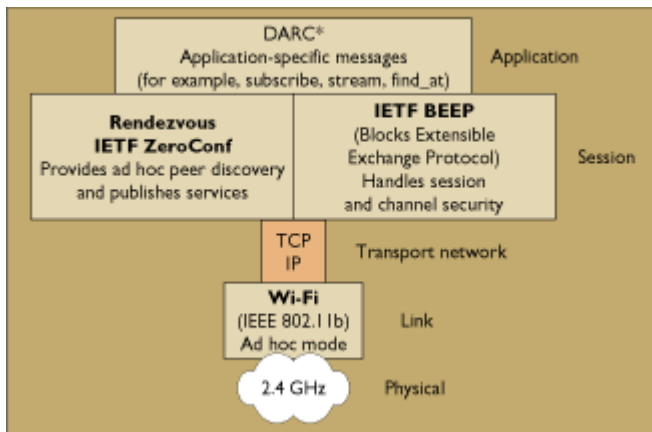 DARC*
Application-specific messages
(for example, subscribe, stream, find_at)
Application
Rendezvous
IETF ZeroConf
Provides ad hoc peer discovery
and publishes services
IETF BEEP
(Blocks Extensible
Exchange Protocol)
Handles session
and channel security
Session
TCP
IP
Transport network
Wi-Fi
(IEEE 802.11b)
Ad hoc mode
Link
2.4 GHz
Physical